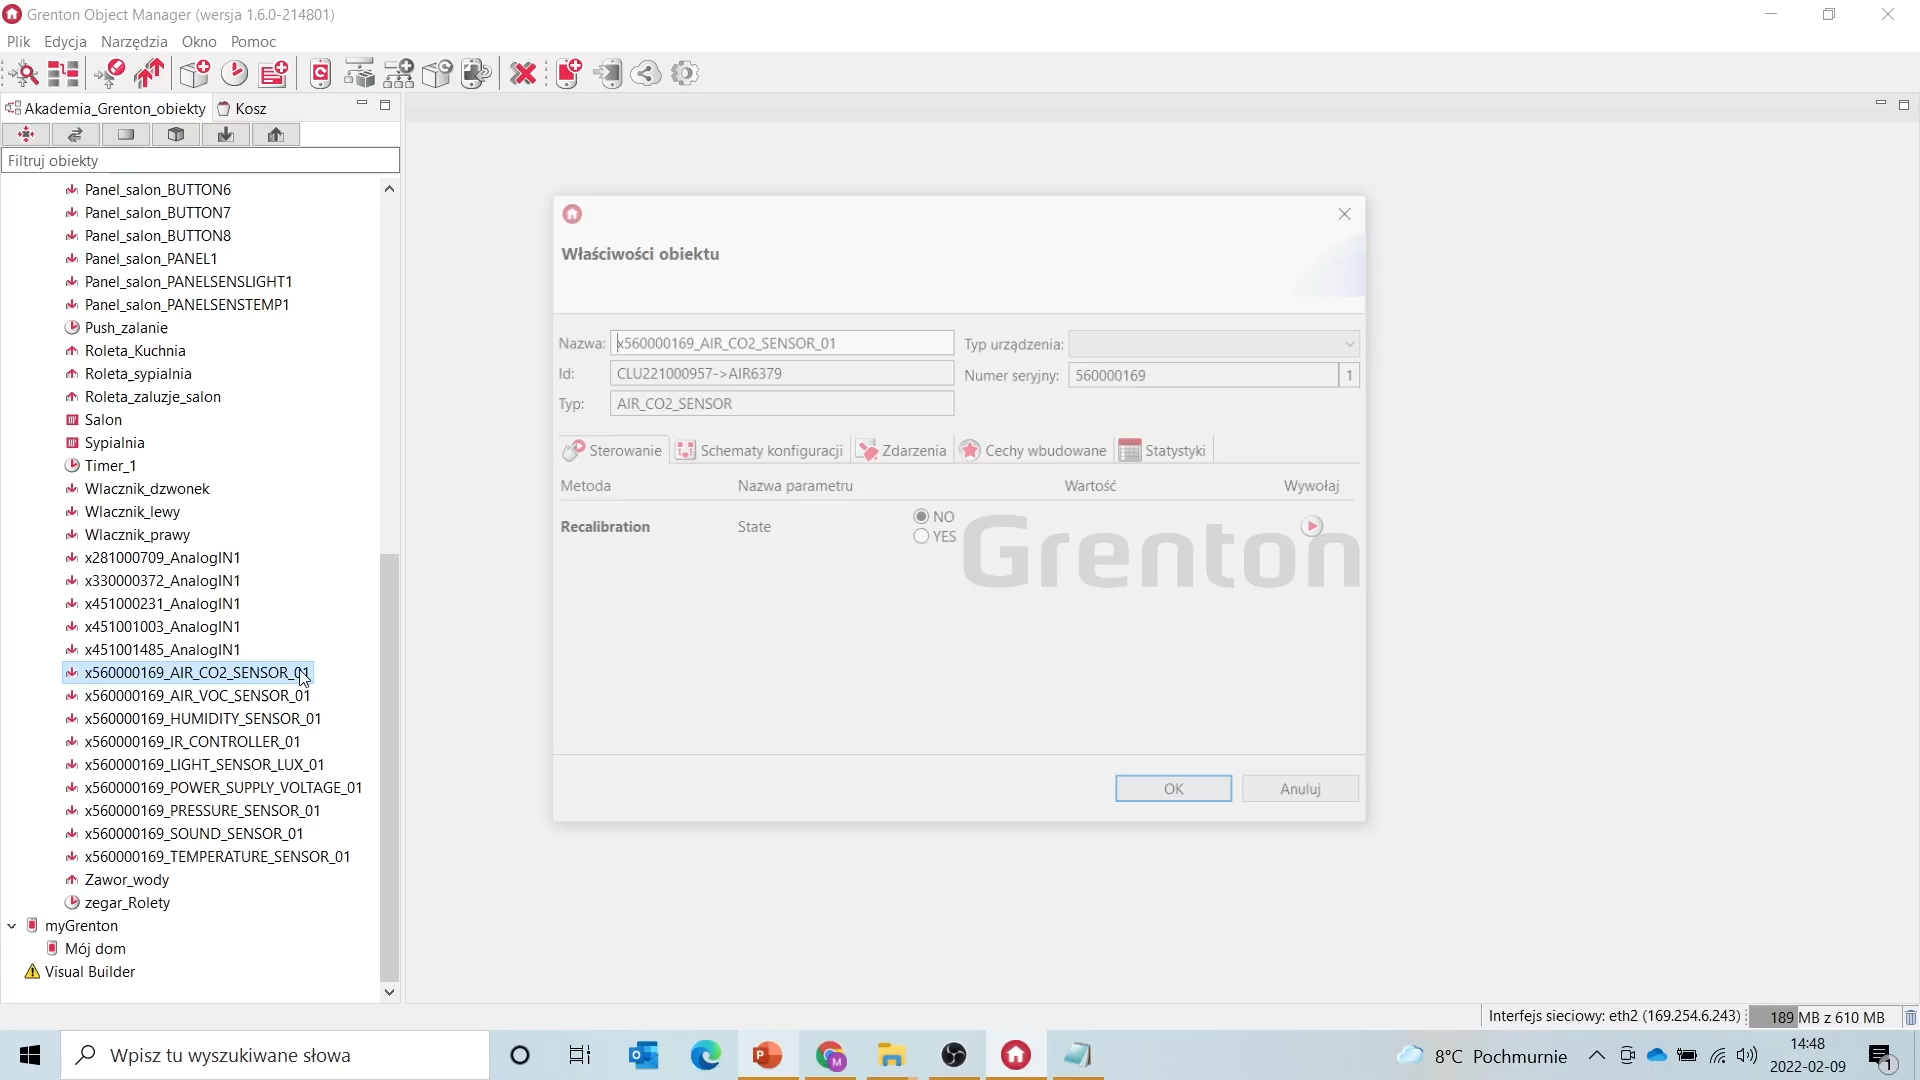 Grenton Object Manager (wersja 1.6.0-214801)
Plik Edycja Narzędzia Okno Pomoc
Akademia_Grenton_obiekty Kosz
Filtruj obiekty
Panel_salon_BUTTON6
Panel_salon_BUTTON7
Panel_salon_BUTTON8
Panel_salon_PANEL1
Panel_salon_PANELSENSLIGHT1
Panel_salon_PANELSENSTEMP1
Push_zalanie
Roleta_Kuchnia
Roleta_sypialnia
Roleta_zaluzje_salon
Salon
Sypialnia
Timer_1
Wlacznik_dzwonek
Wlacznik_lewy
Wlacznik_prawy
x281000709_AnalogIN1
x330000372_AnalogIN1
x451000231_AnalogIN1
x451001003_AnalogIN1
x451001485_AnalogIN1
x560000169_AIR_CO2_SENSOR_01
x560000169_AIR_VOC_SENSOR_01
x560000169_HUMIDITY_SENSOR_01
x560000169_IR_CONTROLLER_01
x560000169_LIGHT_SENSOR_LUX_01
x560000169_POWER_SUPPLY_VOLTAGE_01
x560000169_PRESSURE_SENSOR_01
x560000169_SOUND_SENSOR_01
x560000169_TEMPERATURE_SENSOR_01
Zawor_wody
zegar_Rolety
myGrenton
Mój dom
Visual Builder
Właściwości obiektu
Nazwa: x560000169_AIR_CO2_SENSOR_01 Typ urządzenia:
Id: CLU221000957->AIR6379 Numer seryjny: 560000169 1
Typ: AIR_CO2_SENSOR
Sterowanie Schematy konfiguracji Zdarzenia Cechy wbudowane Statystyki
Metoda Nazwa parametru Wartość Wywołaj
Recalibration State NO
YES
Grenton
OK Anuluj
Interfejs sieciowy: eth2 (169.254.6.243) 189 MB z 610 MB
Wpisz tu wyszukiwane słowa
M
8°C Pochmurnie
14:48
2022-02-09
1